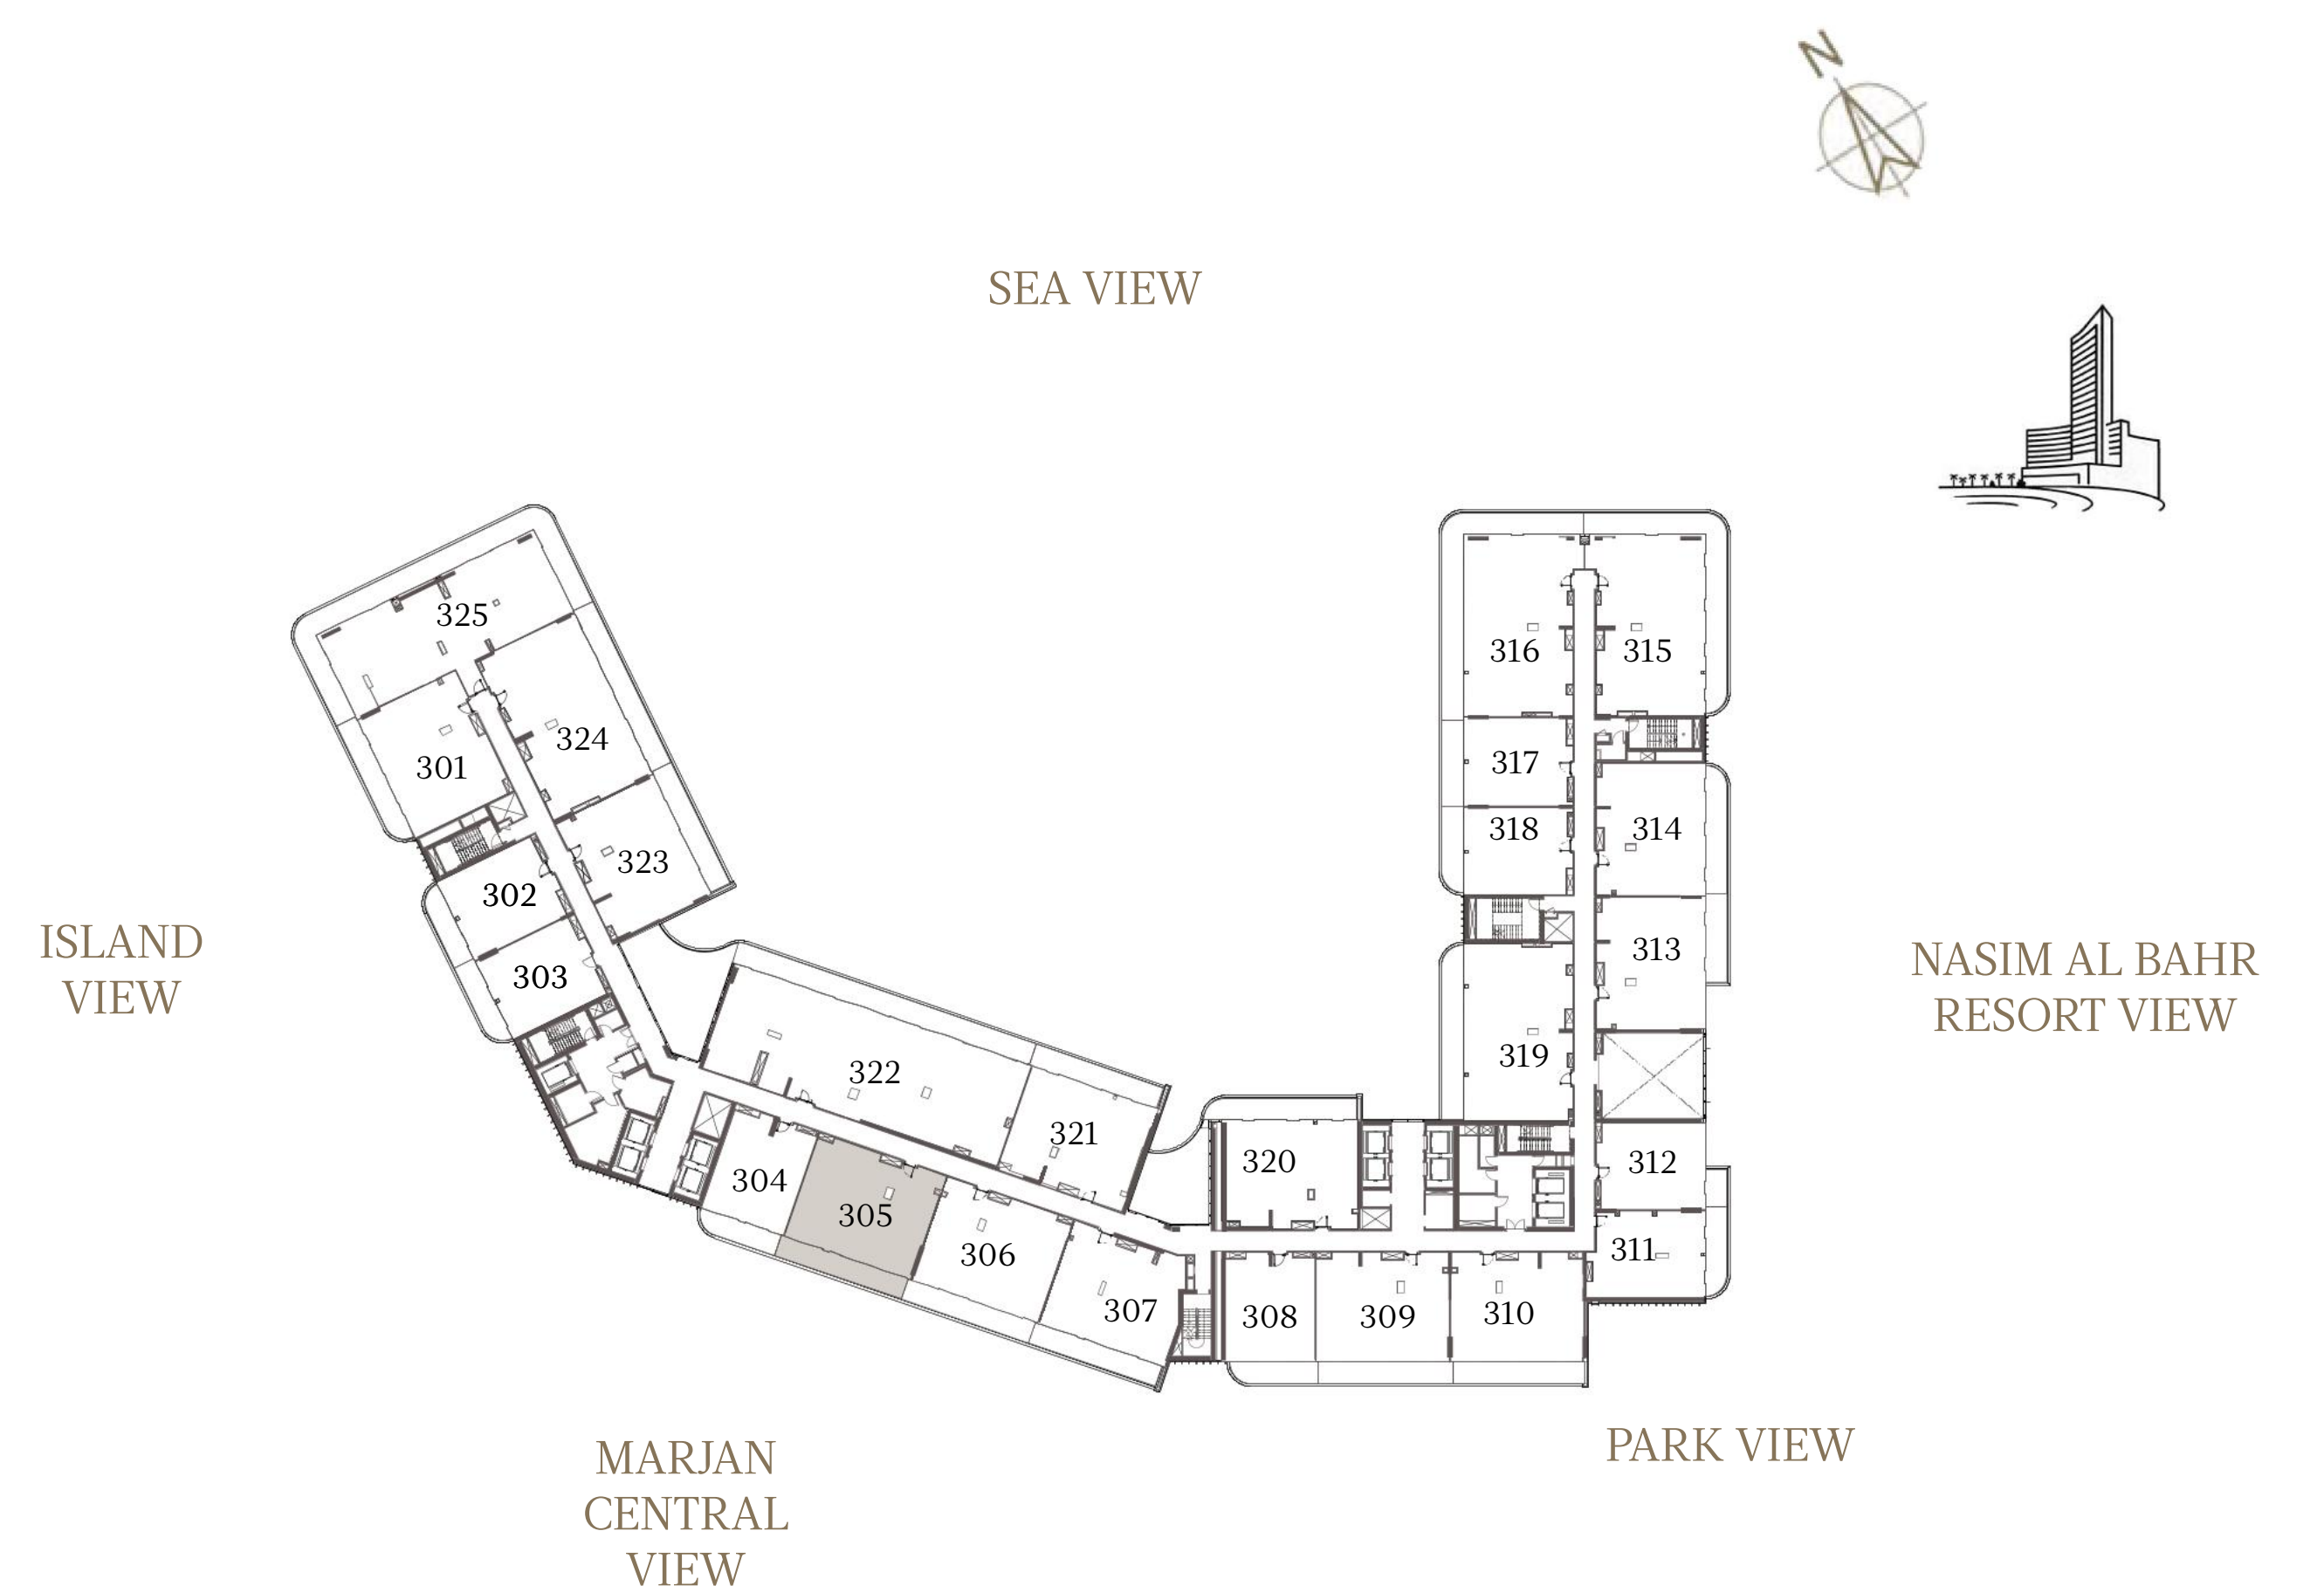 N
SEA VIEW
325
316
315
324
317
301
318
314
323
302
313
ISLAND
VIEW
303
NASIM AL BAHR
RESORT VIEW
319
322
321
320
312
304
305
306
311
307
308
309
310
PARK VIEW
MARJAN
CENTRAL
VIEW